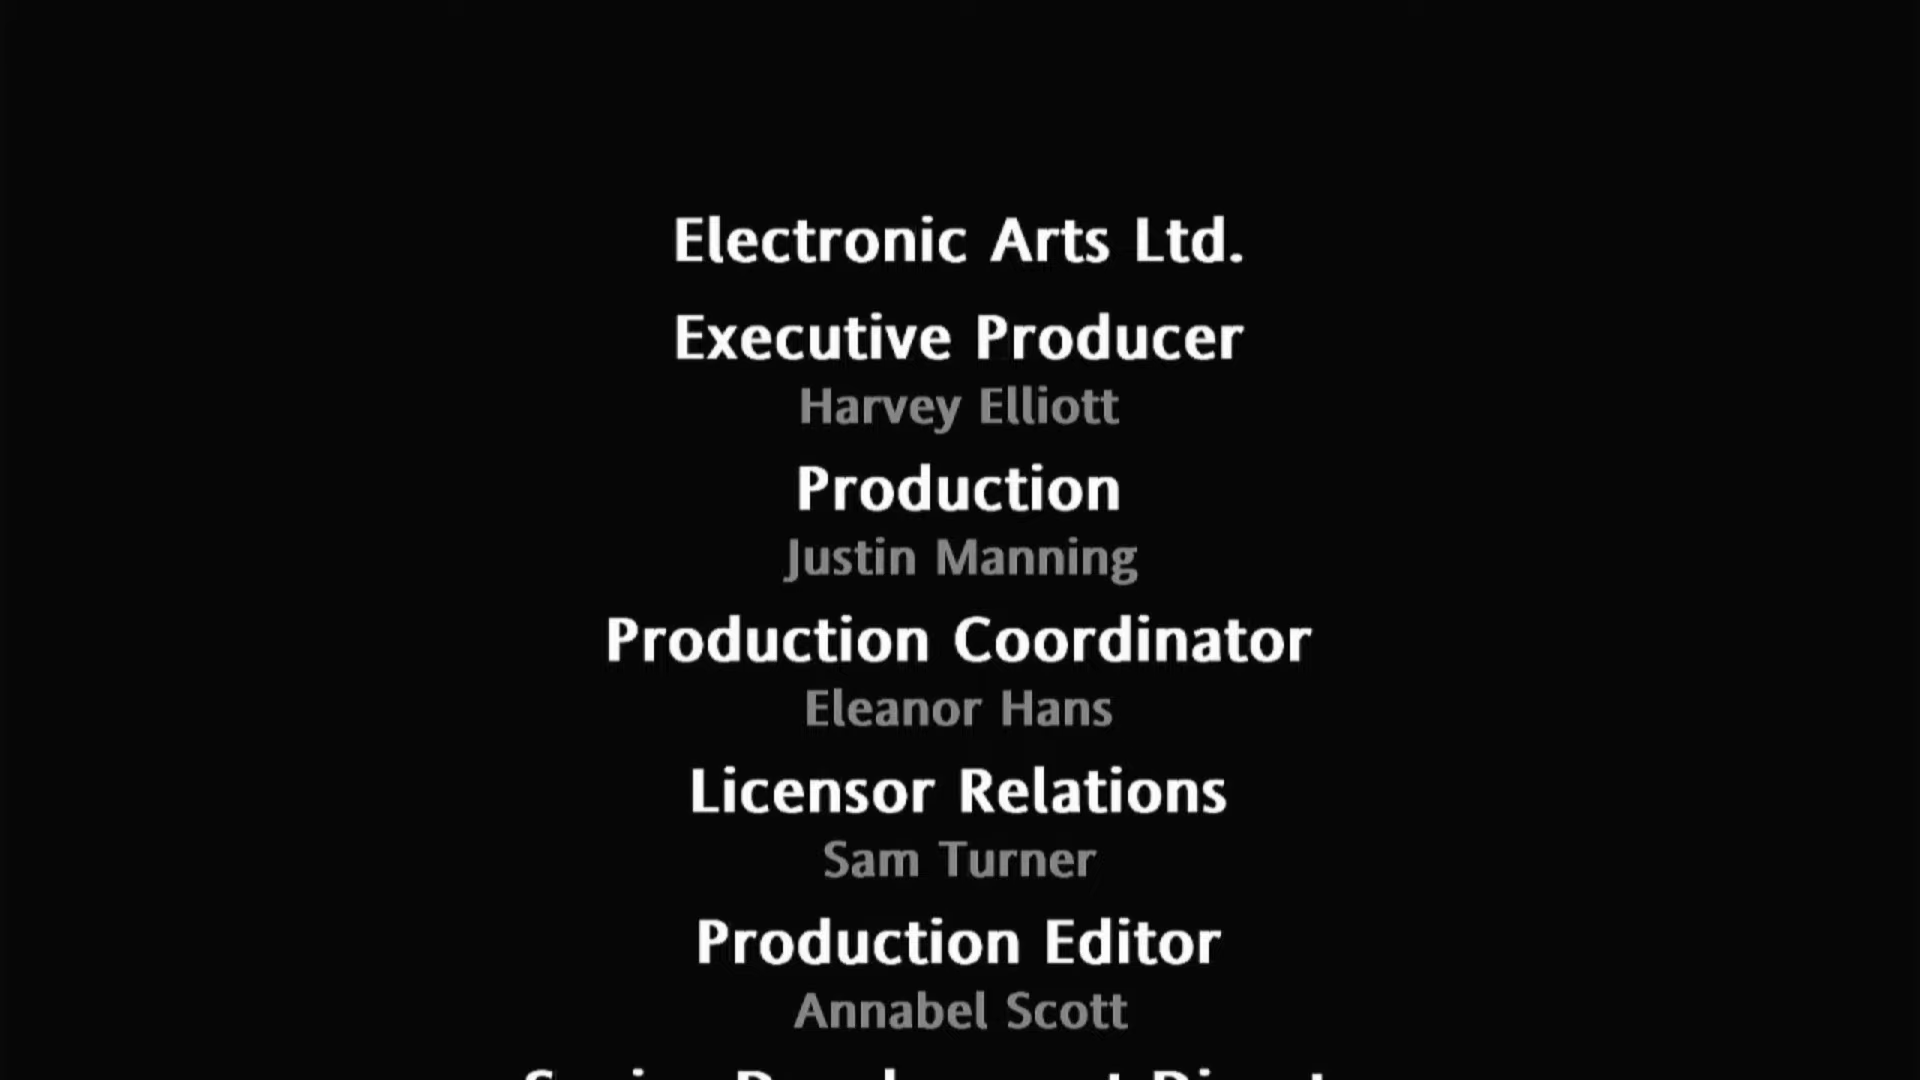 Electronic Arts Ltd.
Executive Producer
Harvey Elliott
Production
Justin Manning
Production Coordinator
Eleanor Hans
Licensor Relations
Sam Turner
Production Editor
Annabel Scott